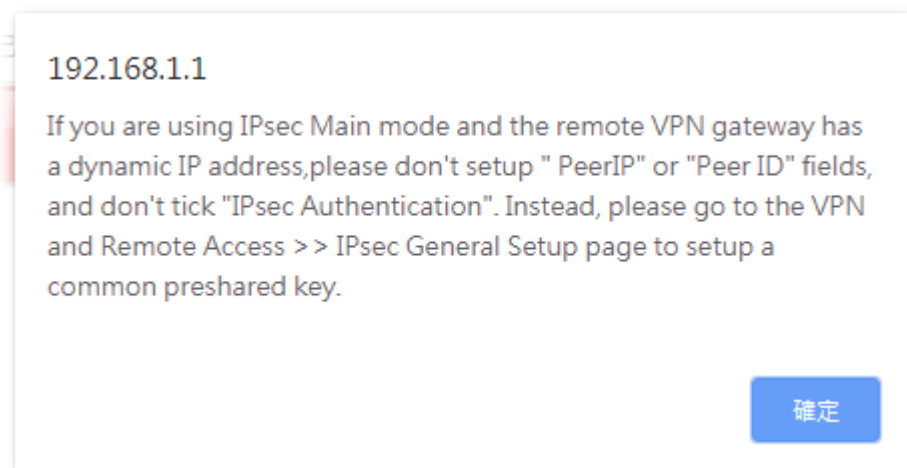 192.168.1.1
If you are using IPsec Main mode and the remote VPN gateway has
a dynamic IP address,please don't setup " PeerIP" or "Peer ID" fields,
and don't tick "IPsec Authentication". Instead, please go to the VPN
and Remote Access >> IPsec General Setup page to setup a
common preshared key.
確定